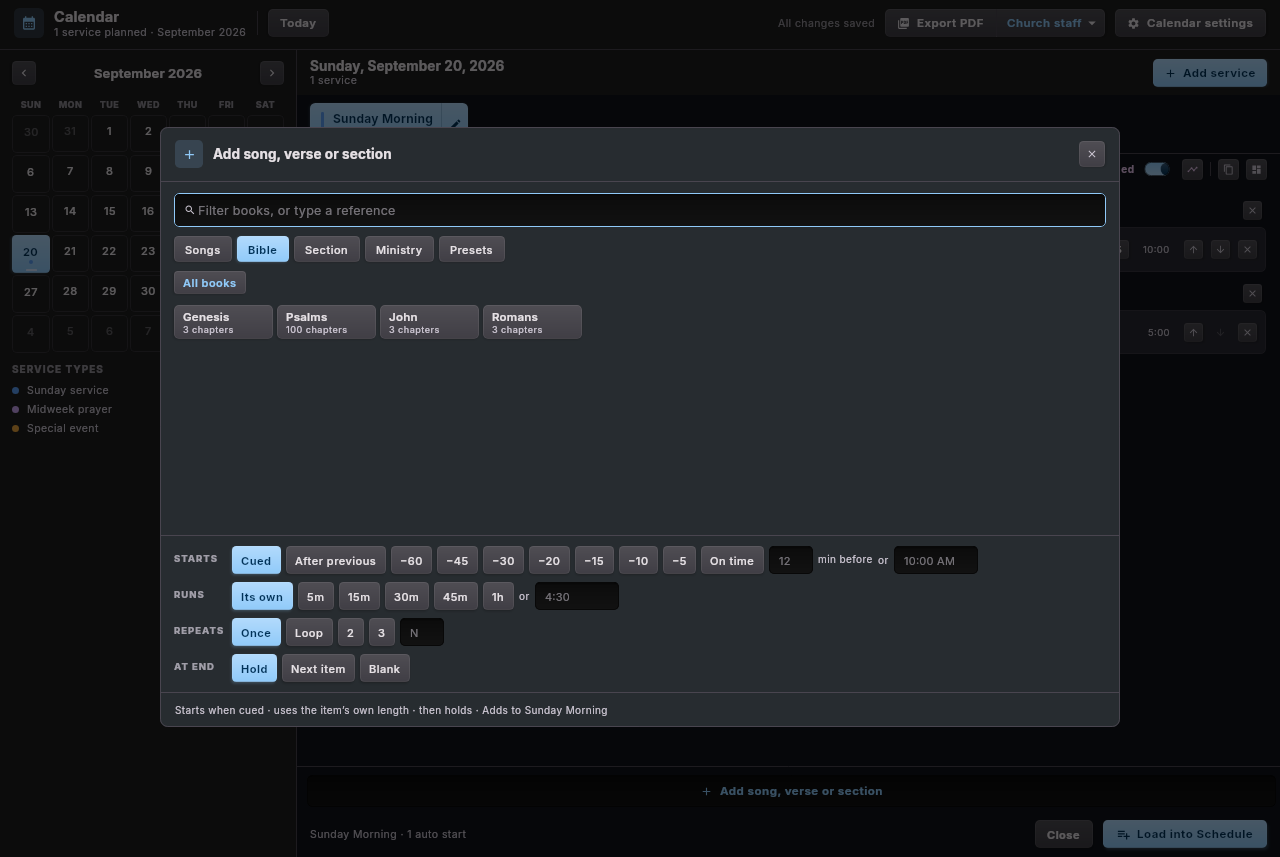 Calendar
1 service planned · September 2026
Today
All changes saved
Export PDF
Church staff
Calendar settings
September 2026
SUN MON TUE WED THU FRI SAT
30 31 1 2
6 7 8 9
13 14 15 16
20 21 22 23
27 28 29 30
4 5 6 7
SERVICE TYPES
Sunday service
Midweek prayer
Special event
Sunday, September 20, 2026
1 service
Add service
Sunday Morning
ed
10:00
5:00
Add song, verse or section
Filter books, or type a reference
Songs Bible Section Ministry Presets
All books
Genesis
3 chapters
Psalms
100 chapters
John
3 chapters
Romans
3 chapters
STARTS Cued After previous −60 −45 −30 −20 −15 −10 −5 On time 12 min before or 10:00 AM
RUNS Its own 5m 15m 30m 45m 1h or 4:30
REPEATS Once Loop 2 3 N
AT END Hold Next item Blank
Starts when cued · uses the item's own length · then holds · Adds to Sunday Morning
Add song, verse or section
Sunday Morning · 1 auto start
Close
Load into Schedule